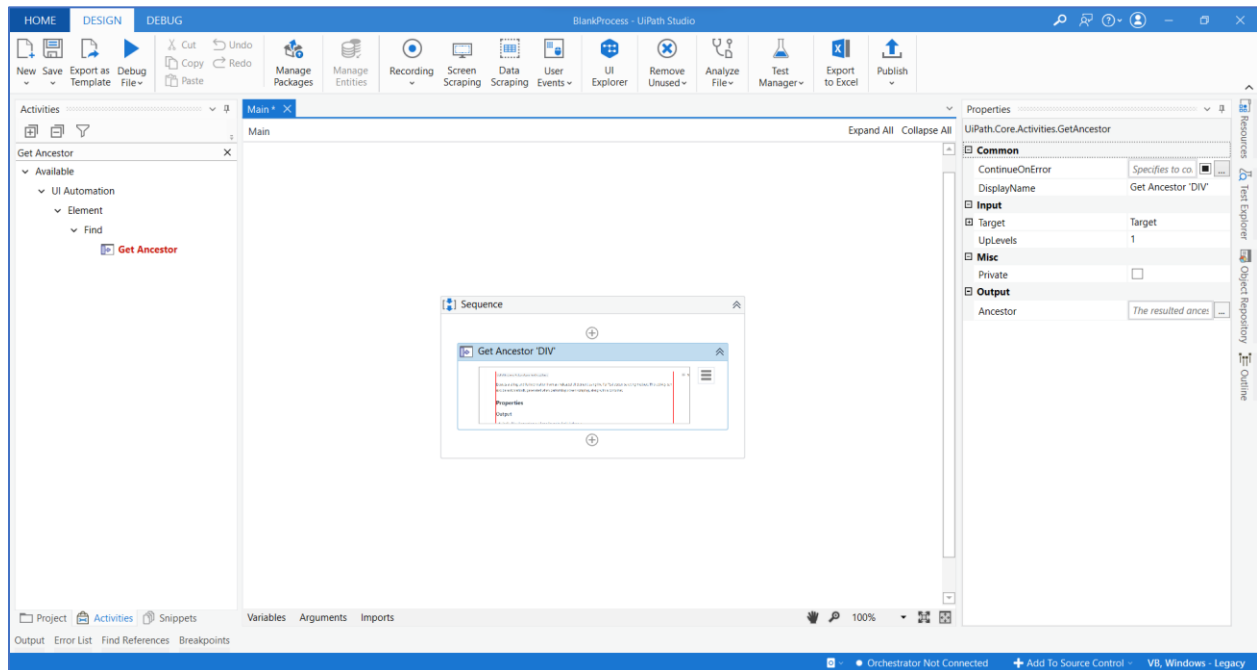 HOME DESIGN DEBUG BlankProcess - UiPath Studio
New Save Export as Template Debug File
Cut Copy Paste Undo Redo
Manage Packages
Manage Entities
Recording
Screen Scraping
Data Scraping
User Events
UI Explorer
Remove Unused
Analyze File
Test Manager
Export to Excel
Publish
Activities
Get Ancestor
Available
UI Automation
Element
Find
Get Ancestor
Project Activities Snippets
Main *
Main Expand All Collapse All
Sequence
Get Ancestor 'DIV'
Properties
Output
Variables Arguments Imports 100%
Properties
UiPath.Core.Activities.GetAncestor
Common
ContinueOnError Specifies to co. ...
DisplayName Get Ancestor 'DIV'
Input
Target Target
UpLevels 1
Misc
Private
Output
Ancestor The resulted ances ...
Resources
Test Explorer
Object Repository
Outline
Output Error List Find References Breakpoints
Orchestrator Not Connected Add To Source Control VB, Windows - Legacy